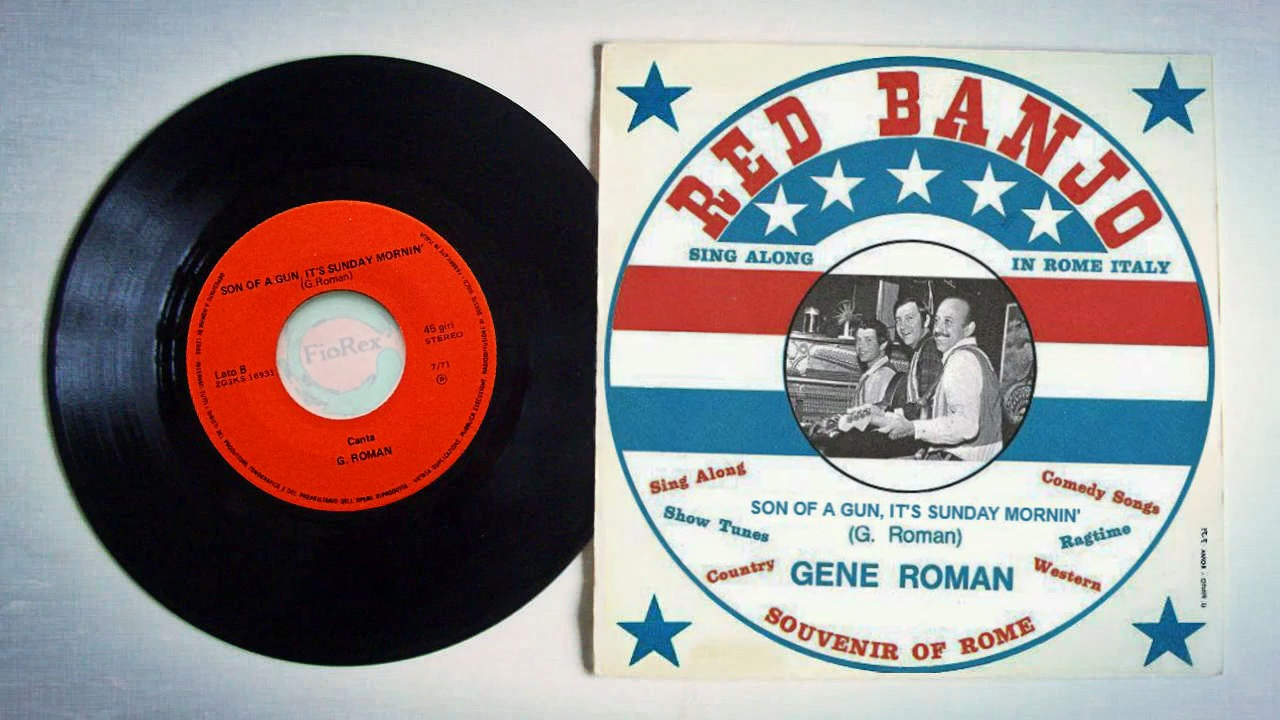 SON OF A GUN, IT'S SUNDAY MORNIN'
(G.Roman)
45 giri
STEREO
Lato B
ZGIKS 16931
7/71
Ⓟ
Canta
G. ROMAN
FioRex
RED BANJO
SING ALONG
IN ROME ITALY
Sing Along
Comedy Songs
Show Tunes
Ragtime
Country
Western
SON OF A GUN, IT'S SUNDAY MORNIN'
(G. Roman)
GENE ROMAN
SOUVENIR OF ROME